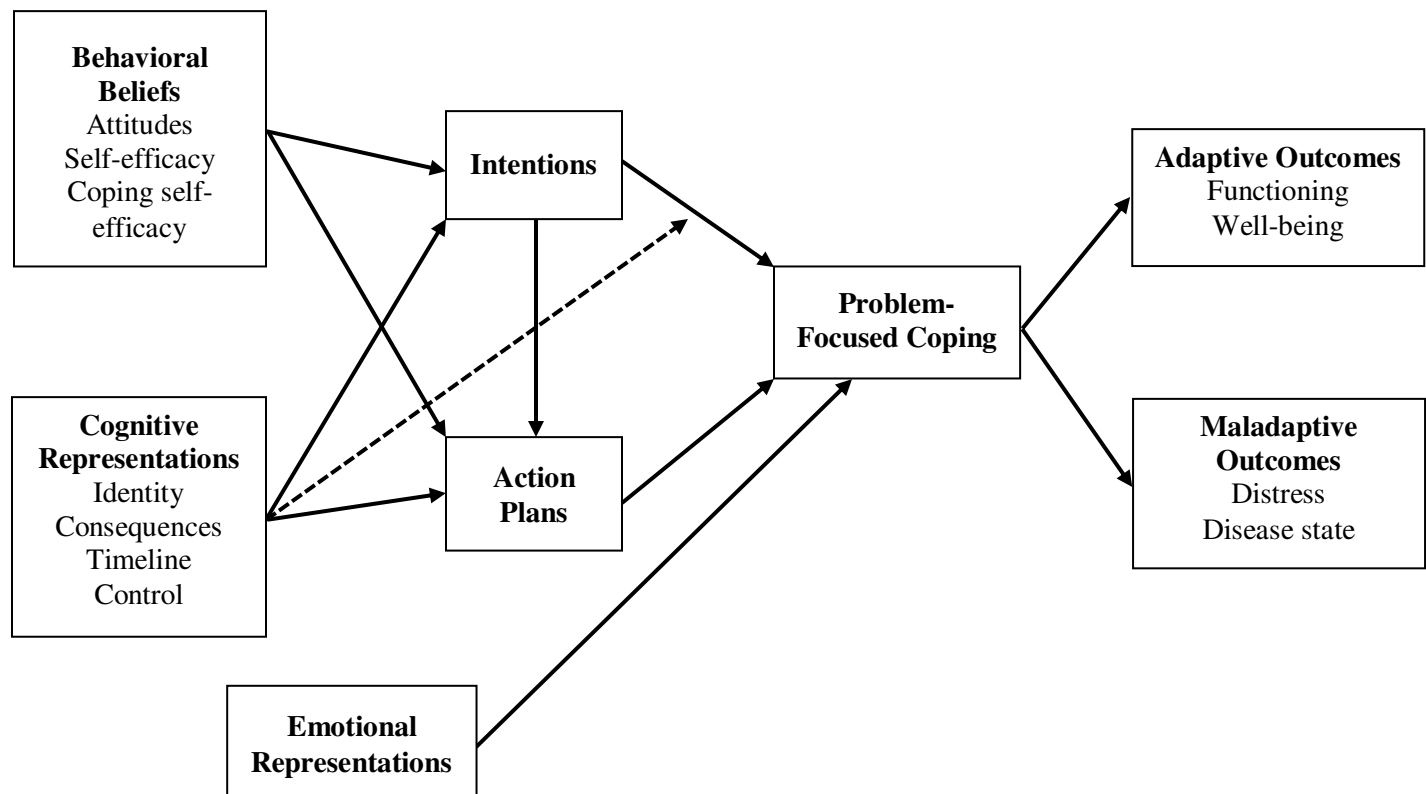 Behavioral
Beliefs
Attitudes
Self-efficacy
Coping self-
efficacy
Intentions
Adaptive Outcomes
Functioning
Well-being
Problem-
Focused Coping
Cognitive
Representations
Identity
Consequences
Timeline
Control
Action
Plans
Maladaptive
Outcomes
Distress
Disease state
Emotional
Representations